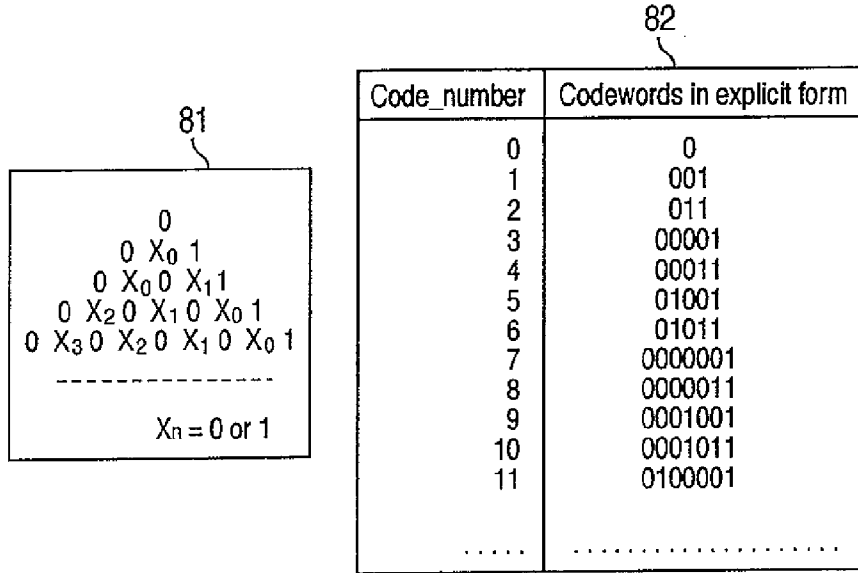 81
0
0 X0 1
0 X0 0 X1 1
0 X2 0 X1 0 X0 1
0 X3 0 X2 0 X1 0 X0 1
Xn = 0 or 1
82
Code_number Codewords in explicit form
0 0
1 001
2 011
3 00001
4 00011
5 01001
6 01011
7 0000001
8 0000011
9 0001001
10 0001011
11 0100001
..... .....................